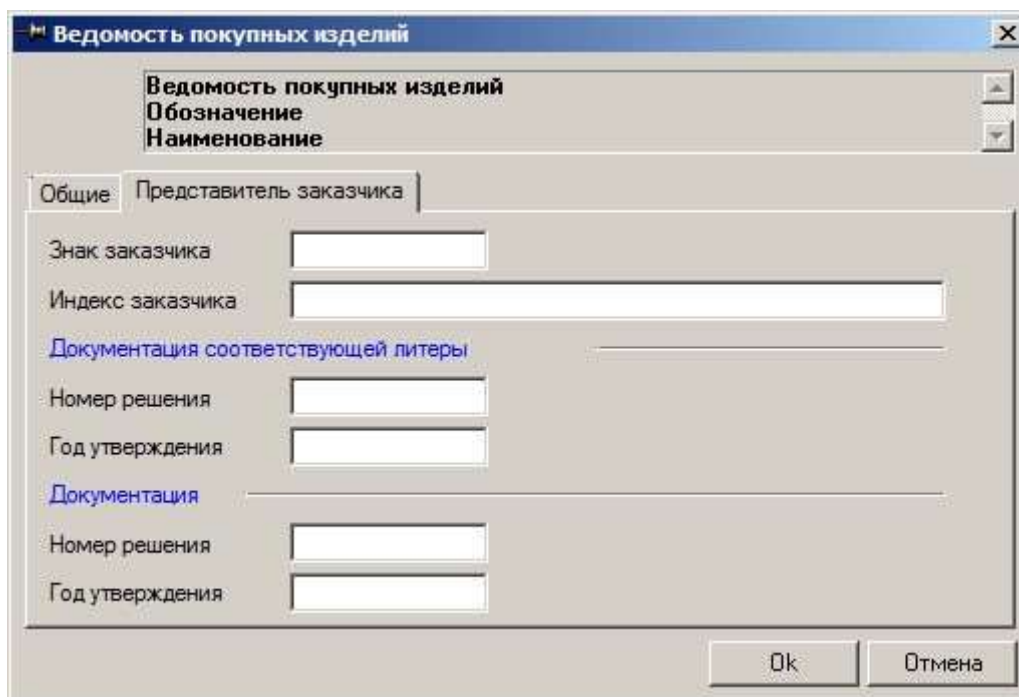 Ведомость покупных изделий
Ведомость покупных изделий
Обозначение
Наименование
Общие Представитель заказчика
Знак заказчика
Индекс заказчика
Документация соответствующей литеры
Номер решения
Год утверждения
Документация
Номер решения
Год утверждения
Ok Отмена